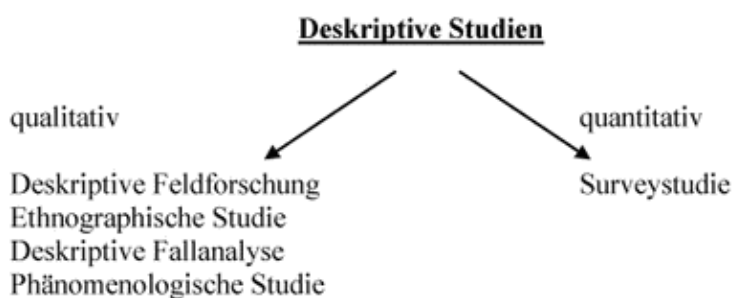 Deskriptive Studien
qualitativ
quantitativ
Deskriptive Feldforschung
Surveystudie
Ethnographische Studie
Deskriptive Fallanalyse
Phänomenologische Studie